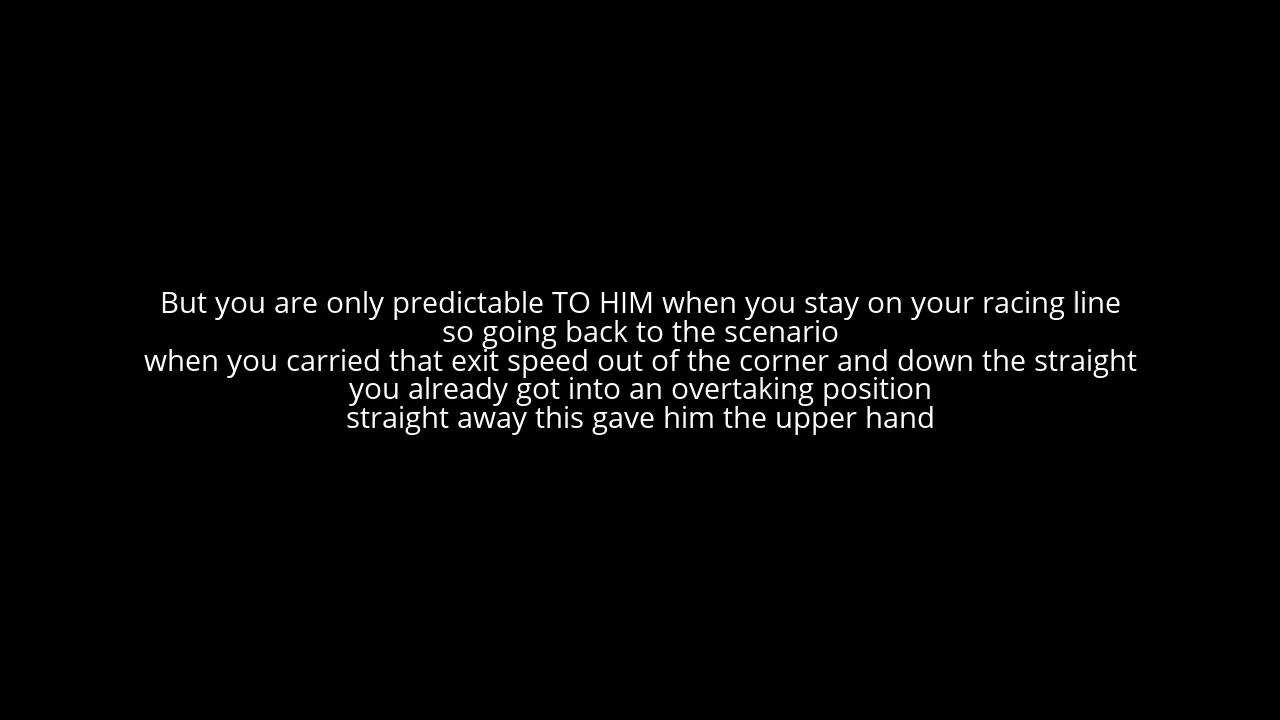 But you are only predictable TO HIM when you stay on your racing line
so going back to the scenario
when you carried that exit speed out of the corner and down the straight
you already got into an overtaking position
straight away this gave him the upper hand